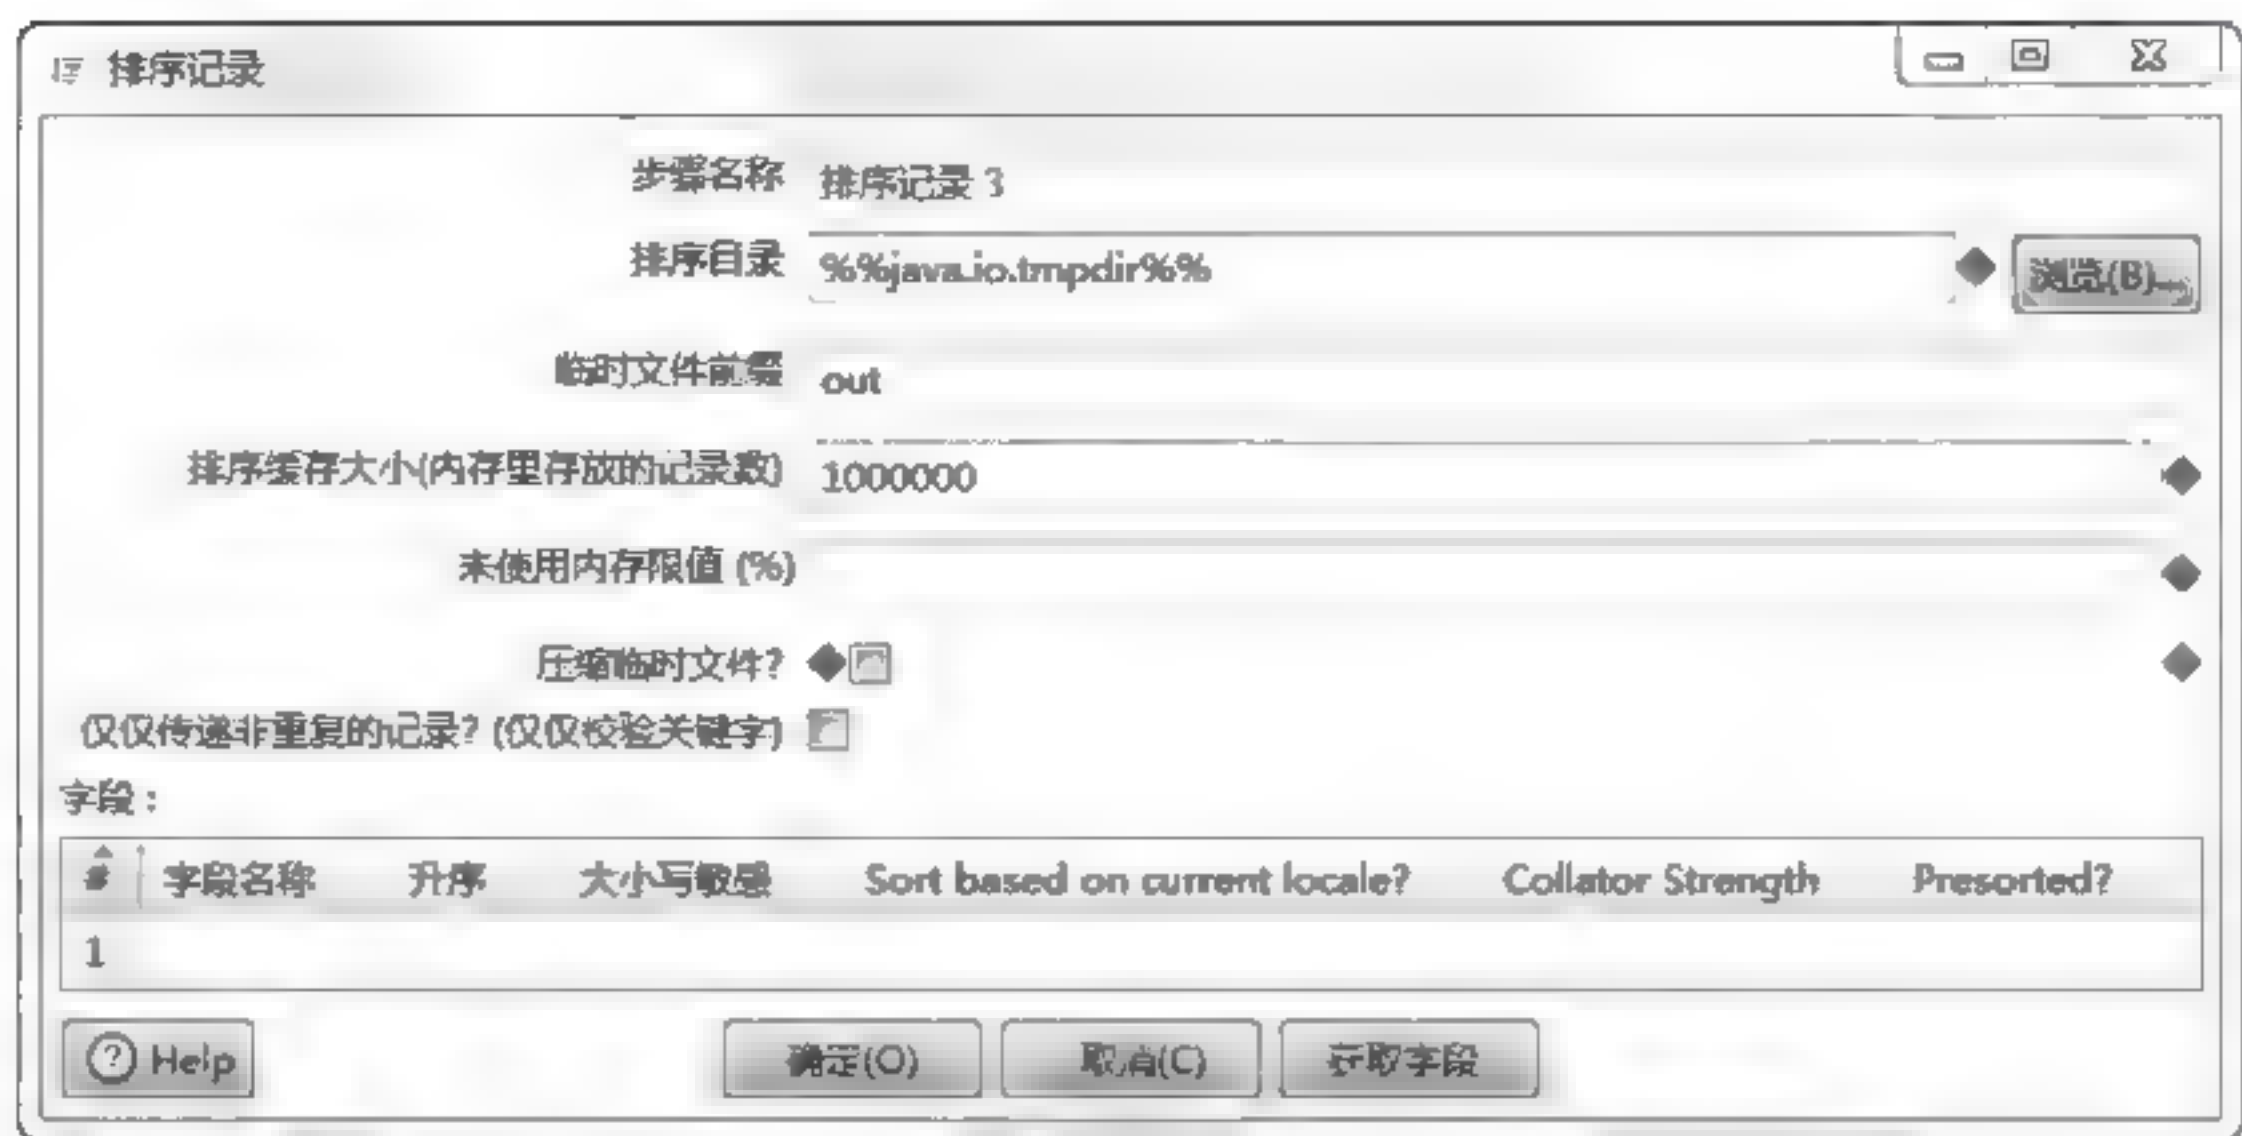 排序记录
步骤名称 排序记录 3
排序目录 %%java.io.tmpdir%% 浏览(B)...
临时文件前缀 out
排序缓存大小(内存里存放的记录数) 1000000
未使用内存限值 (%)
压缩临时文件?
仅仅传递非重复的记录? (仅仅校验关键字)
字段：
# 字段名称 升序 大小写敏感 Sort based on current locale? Collator Strength Presorted?
1
Help 确定(O) 取消(C) 获取字段